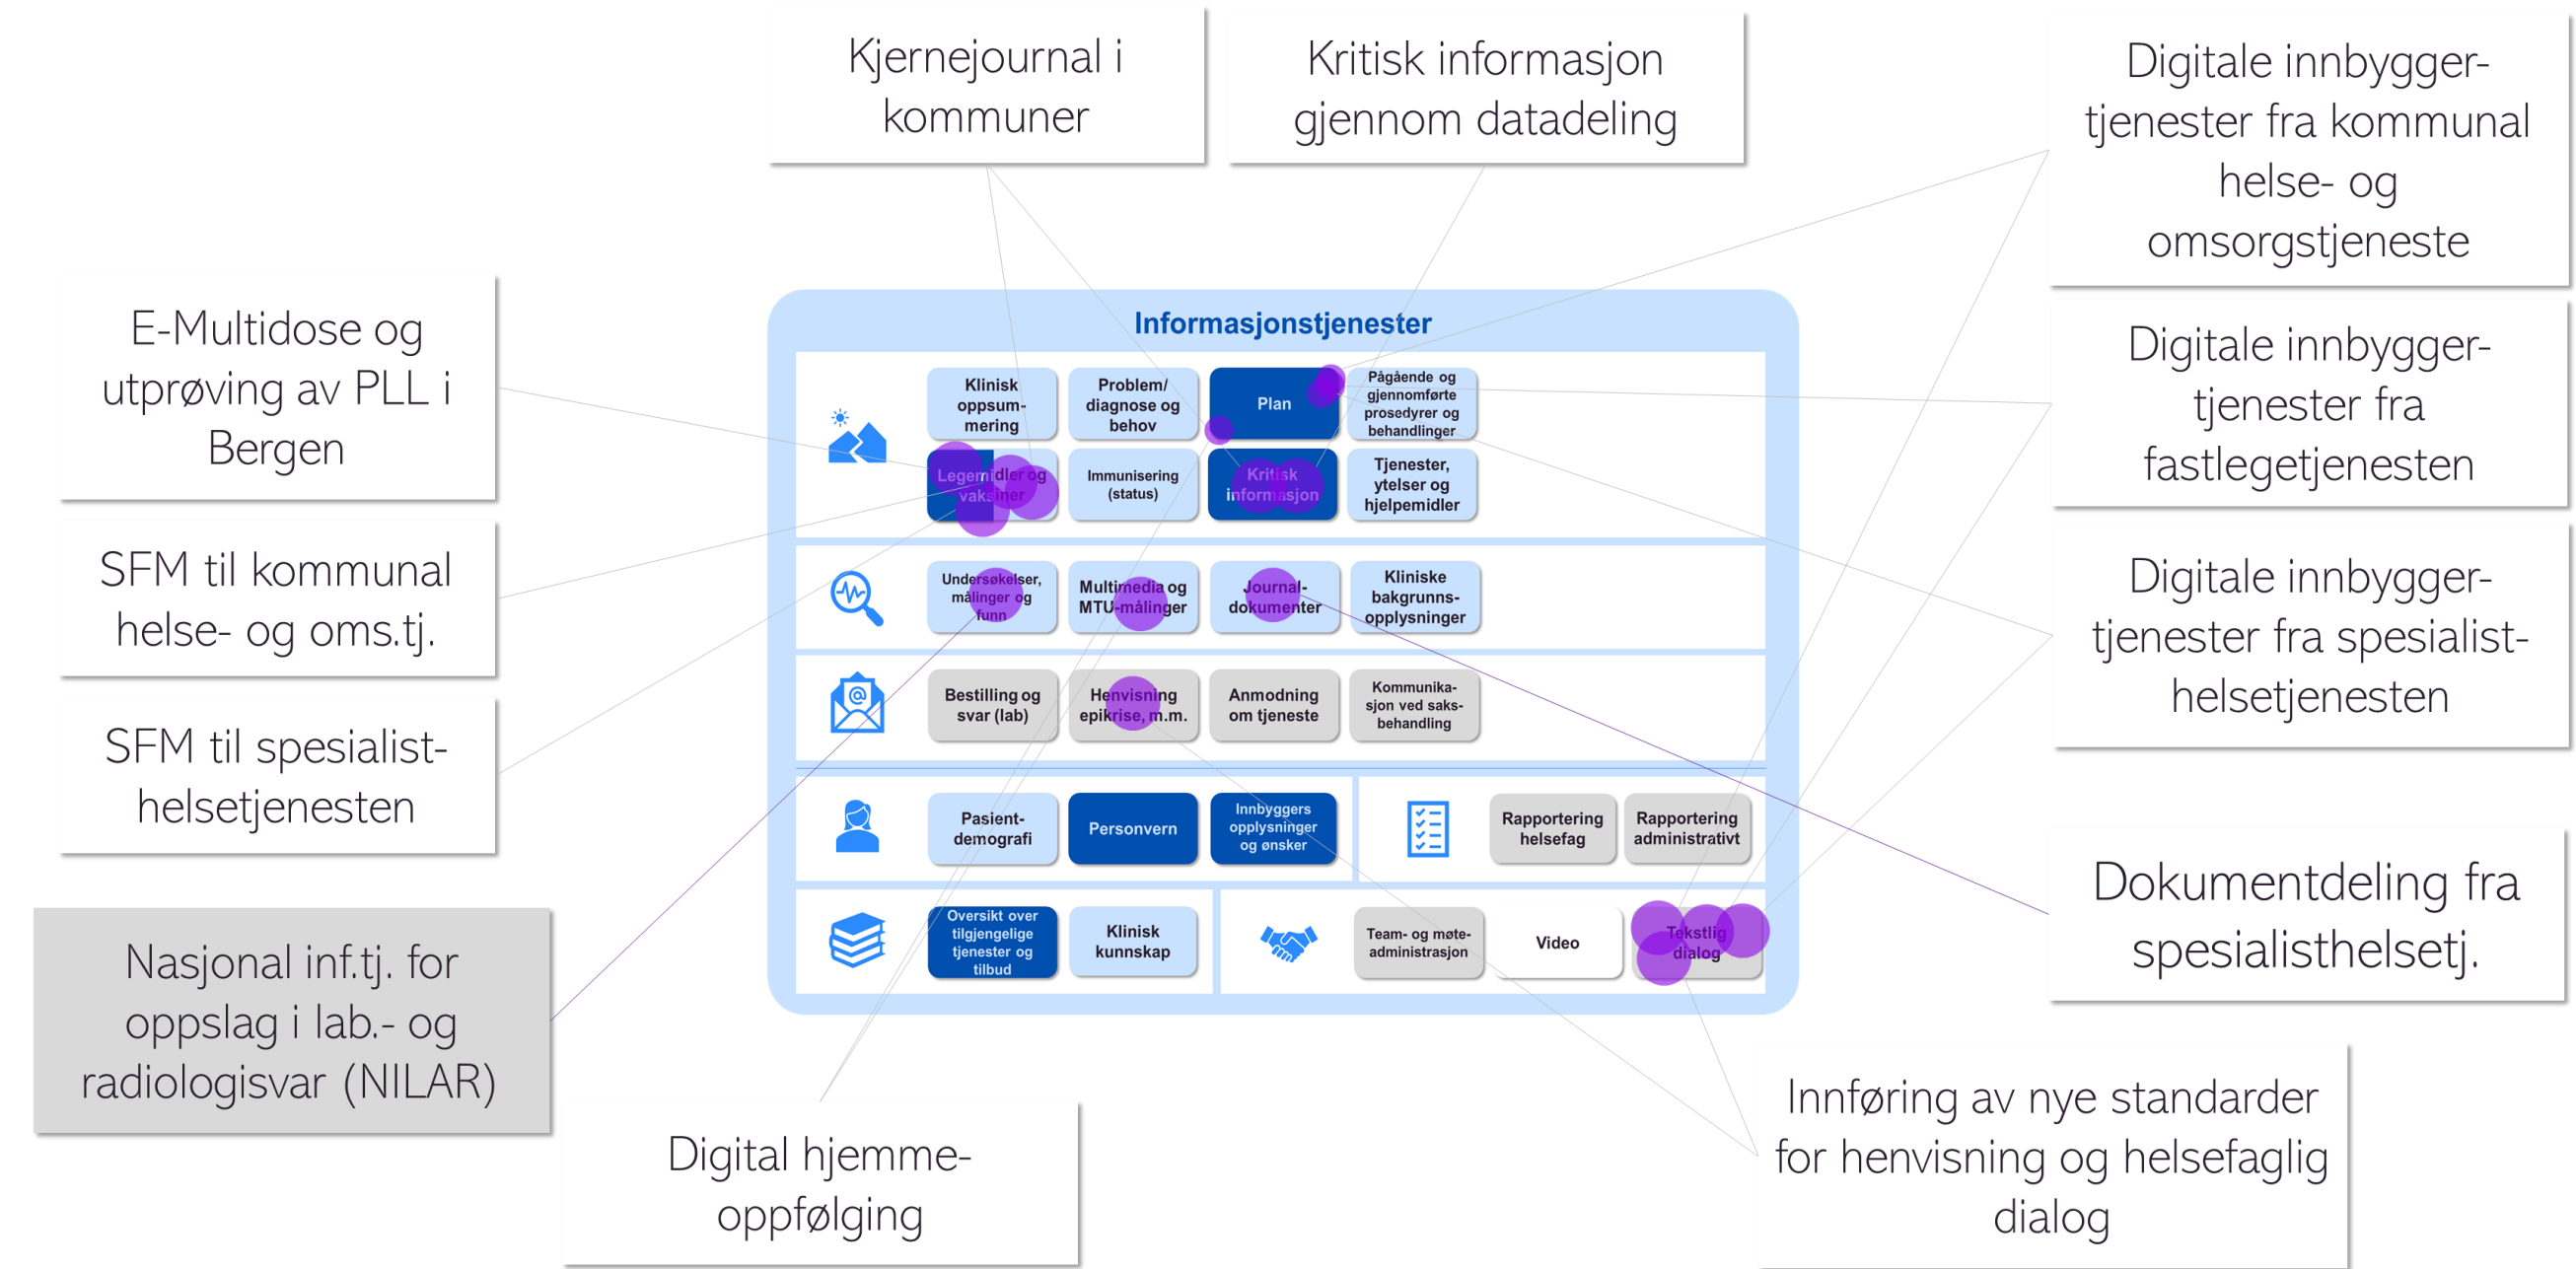 Kjernejournal i
kommuner
Kritisk informasjon
gjennom datadeling
Digitale innbygger-
tjenester fra kommunal
helse- og
omsorgstjeneste
E-Multidose og
utprøving av PLL i
Bergen
SFM til kommunal
helse- og oms.tj.
SFM til spesialist-
helsetjenesten
Nasjonal inf.tj. for
oppslag i lab.- og
radiologisvar (NILAR)
Digital hjemme-
oppfølging
Informasjonstjenester
Klinisk
oppsum-
mering
Problem/
diagnose og
behov
Plan
Pågående og
gjennomførte
prosedyrer og
behandlinger
Legemidler og
vaksiner
Immunisering
(status)
Kritisk
informasjon
Tjenester,
ytelser og
hjelpemidler
Undersøkelser,
målinger og
funn
Multimedia og
MTU-målinger
Journal-
dokumenter
Kliniske
bakgrunns-
opplysninger
@
Bestilling og
svar (lab)
Henvisning
epikrise, m.m.
Anmodning
om tjeneste
Kommunika-
sjon ved saks-
behandling
Pasient-
demografi
Personvern
Innbyggers
opplysninger
og ønsker
Rapportering
helsefag
Rapportering
administrativt
Oversikt over
tilgjengelige
tjenester og
tilbud
Klinisk
kunnskap
Team- og møte-
administrasjon
Video
Tekstlig
dialog
Digitale innbygger-
tjenester fra
fastlegetjenesten
Digitale innbygger-
tjenester fra spesialist-
helsetjenesten
Dokumentdeling fra
spesialisthelsetj.
Innføring av nye standarder
for henvisning og helsefaglig
dialog